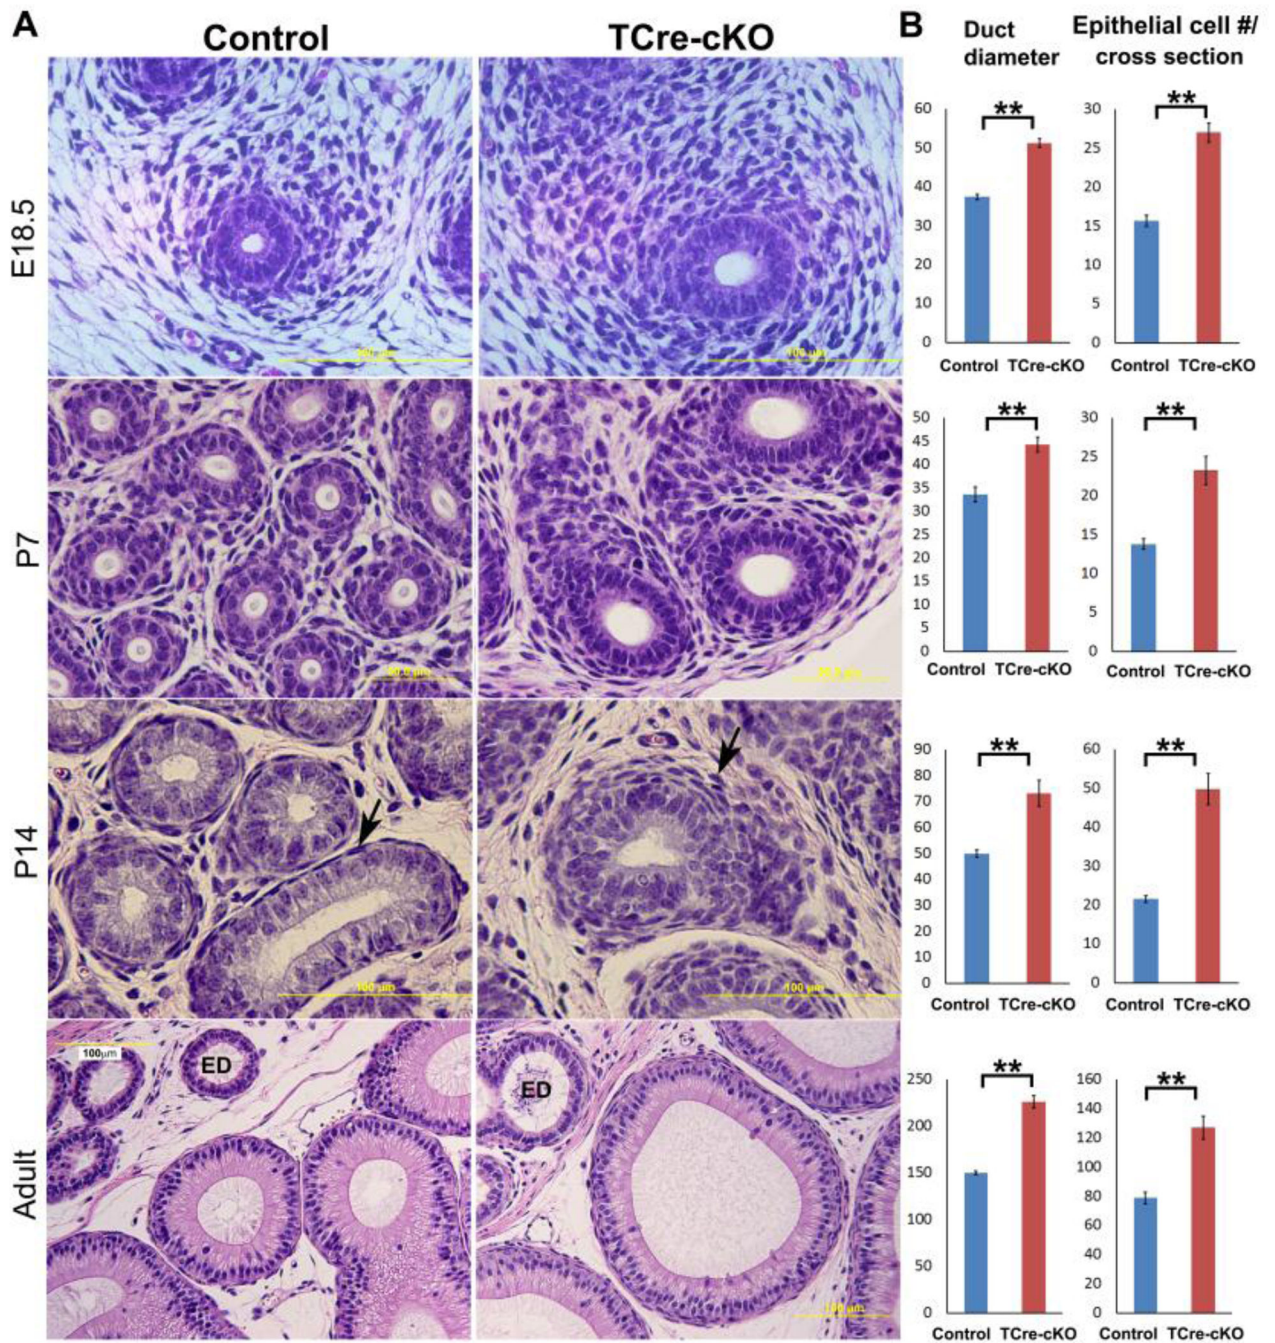 A
Control
TCre-cKO
B
Duct
diameter
Epithelial cell #/
cross section
E18.5
100 μm
60
50
40
30
20
10
0
**
Control TCre-cKO
30
25
20
15
10
5
0
**
Control TCre-cKO
P7
50
45
40
35
30
25
20
15
10
5
0
**
Control TCre-cKO
30
25
20
15
10
5
0
**
Control TCre-cKO
P14
100 μm
100 μm
90
80
70
60
50
40
30
20
10
0
**
Control TCre-cKO
60
50
40
30
20
10
0
**
Control TCre-cKO
Adult
100μm
ED
ED
100 μm
250
200
150
100
50
0
**
Control TCre-cKO
160
140
120
100
80
60
40
20
0
**
Control TCre-cKO